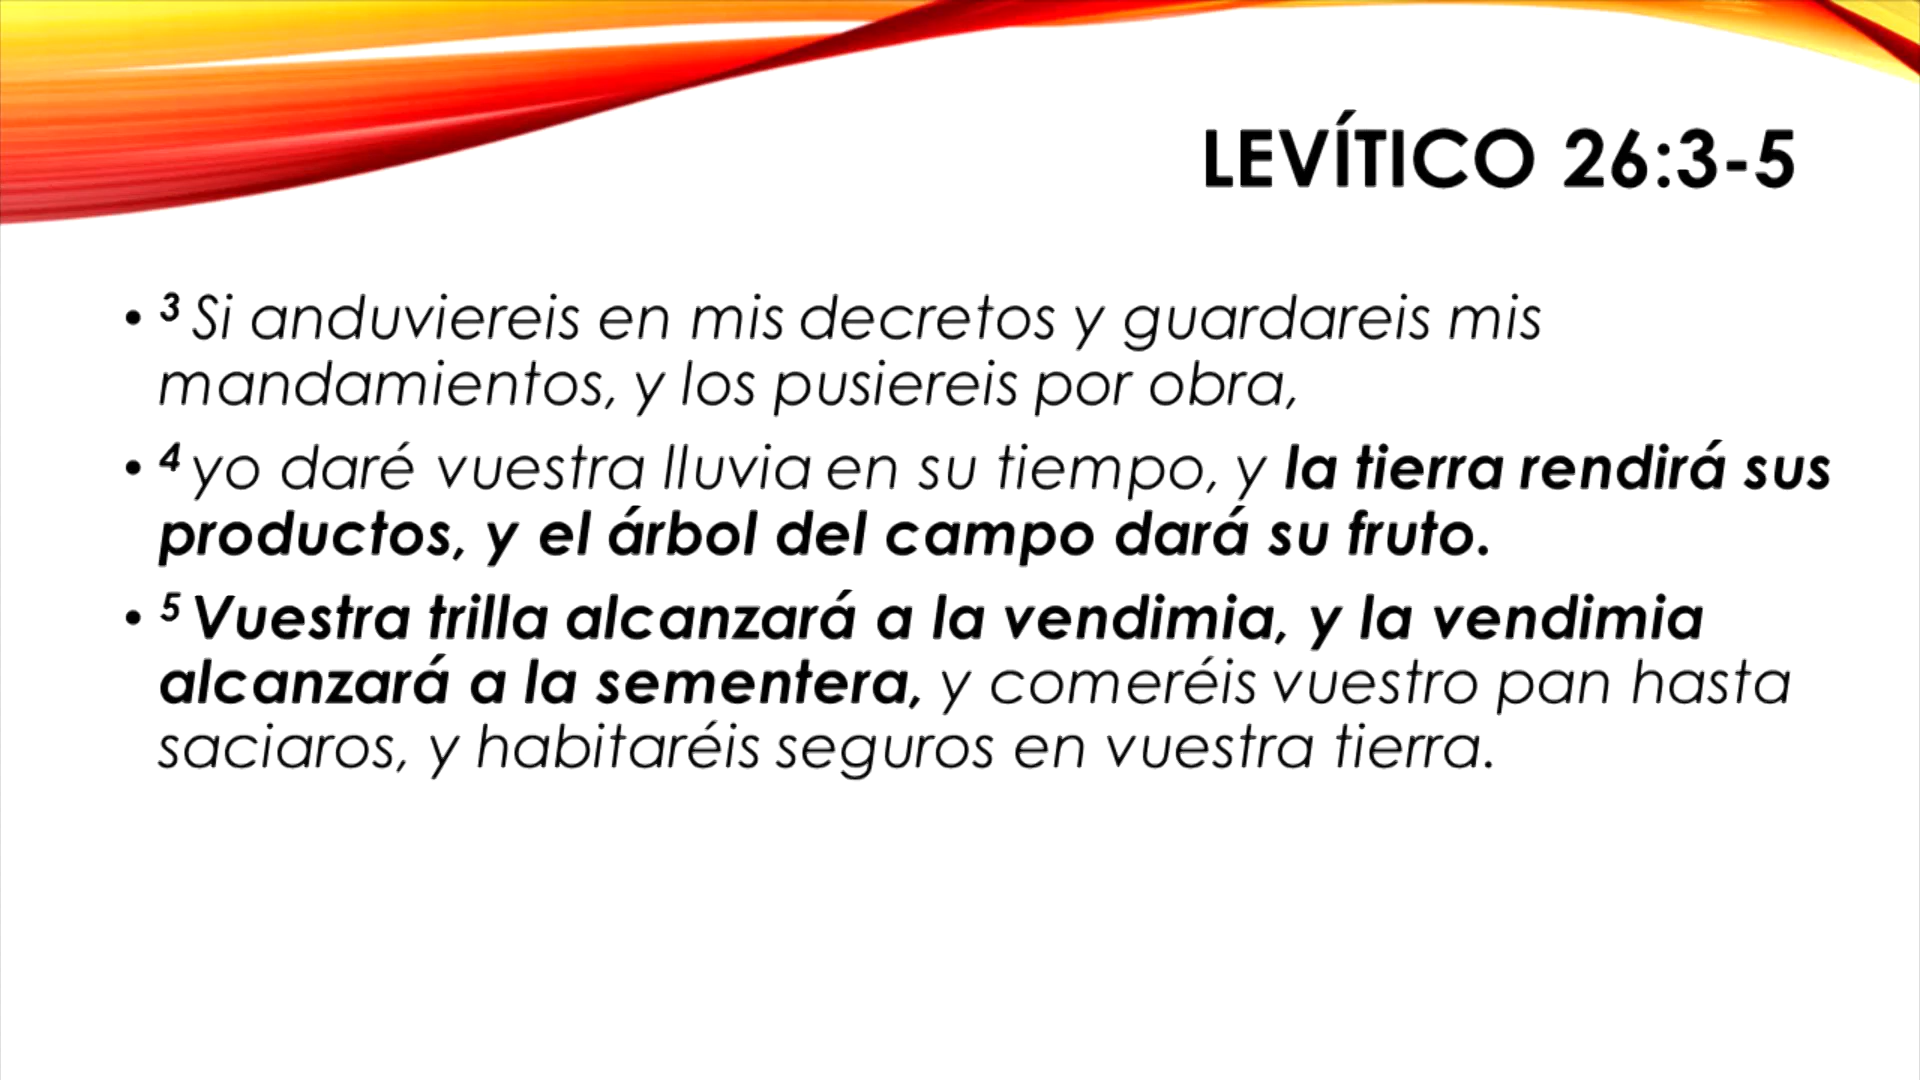 LEVÍTICO 26:3-5
• 3 Si anduviereis en mis decretos y guardareis mis
mandamientos, y los pusiereis por obra,
• 4 yo daré vuestra lluvia en su tiempo, y la tierra rendirá sus
productos, y el árbol del campo dará su fruto.
• 5 Vuestra trilla alcanzará a la vendimia, y la vendimia
alcanzará a la sementera, y comeréis vuestro pan hasta
saciaros, y habitaréis seguros en vuestra tierra.